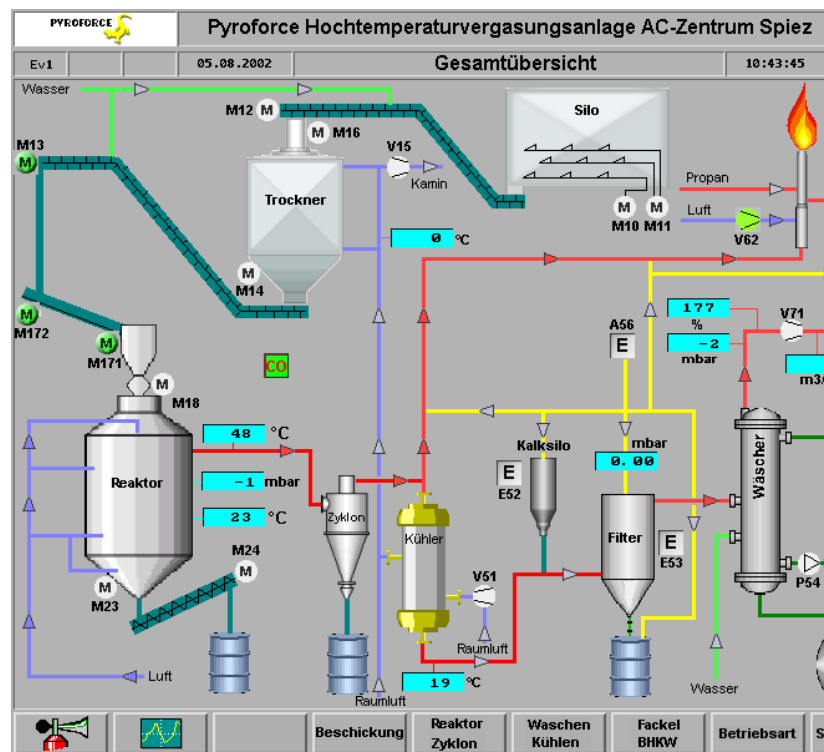 PYROFORCE
Pyroforce Hochtemperaturvergasungsanlage AC-Zentrum Spiez
Ev1
05.08.2002
Gesamtübersicht
10:43:45
Wasser
M12
M
M
M16
Silo
M13
M
V15
Kamin
Propan
Trockner
Luft
M
M
M10
M11
V62
0 °C
M
M14
M
M172
M
M171
A56
E
177
%
-2
mbar
V71
m3/
CO
M
M18
48 °C
Kalksilo
mbar
0.00
Reaktor
-1 mbar
E
E52
Wäscher
23 °C
Zyklon
Kühler
Filter
E
E53
M24
M
M
M23
V51
P54
Raumluft
Luft
19 °C
Raumluft
Wasser
Beschickung
Reaktor
Zyklon
Waschen
Kühlen
Fackel
BHKW
Betriebsart
S